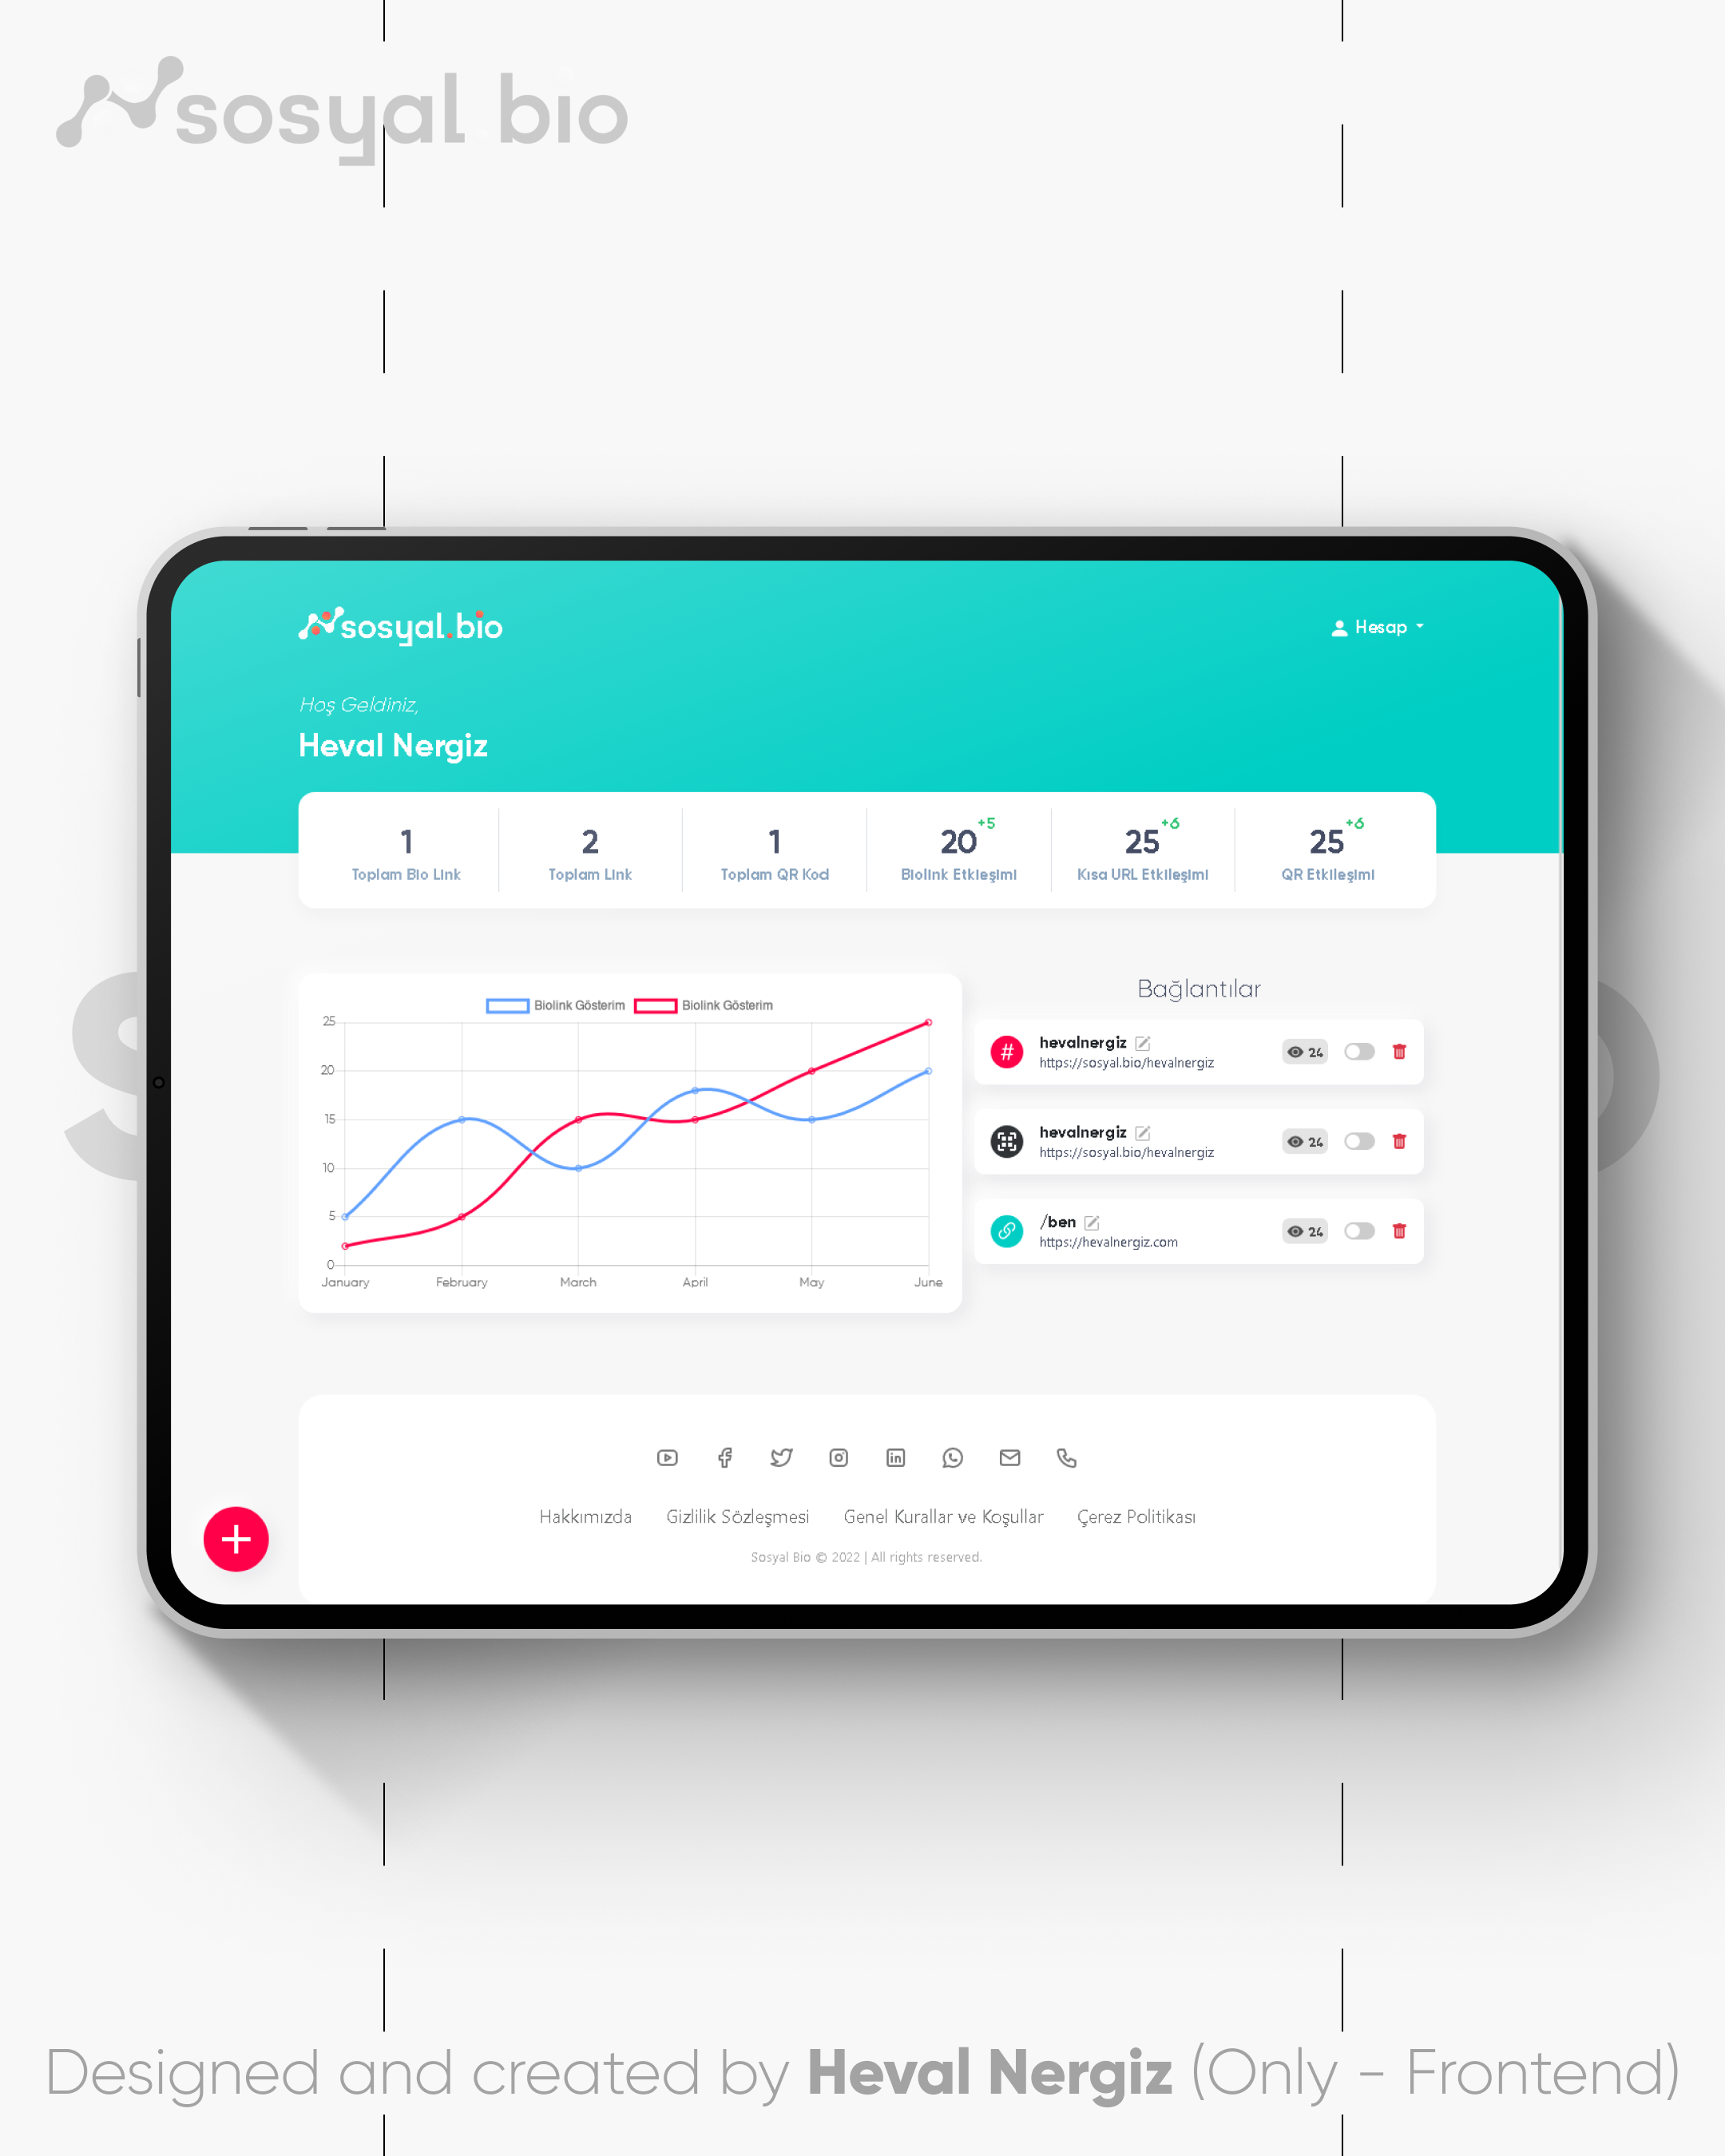 sosyal.bio
sosyal.bio
Hesap
Hoş Geldiniz,
Heval Nergiz
1
Toplam Bio Link
2
Toplam Link
1
Toplam QR Kod
20 +5
Biolink Etkileşimi
25 +6
Kısa URL Etkileşimi
25 +6
QR Etkileşimi
Biolink Gösterim
Biolink Gösterim
25
20
15
10
5
0
January February March April May June
Bağlantılar
hevalnergiz
https://sosyal.bio/hevalnergiz
24
hevalnergiz
https://sosyal.bio/hevalnergiz
24
/ben
https://hevalnergiz.com
24
Hakkımızda Gizlilik Sözleşmesi Genel Kurallar ve Koşullar Çerez Politikası
Sosyal Bio © 2022 | All rights reserved.
Designed and created by Heval Nergiz (Only - Frontend)